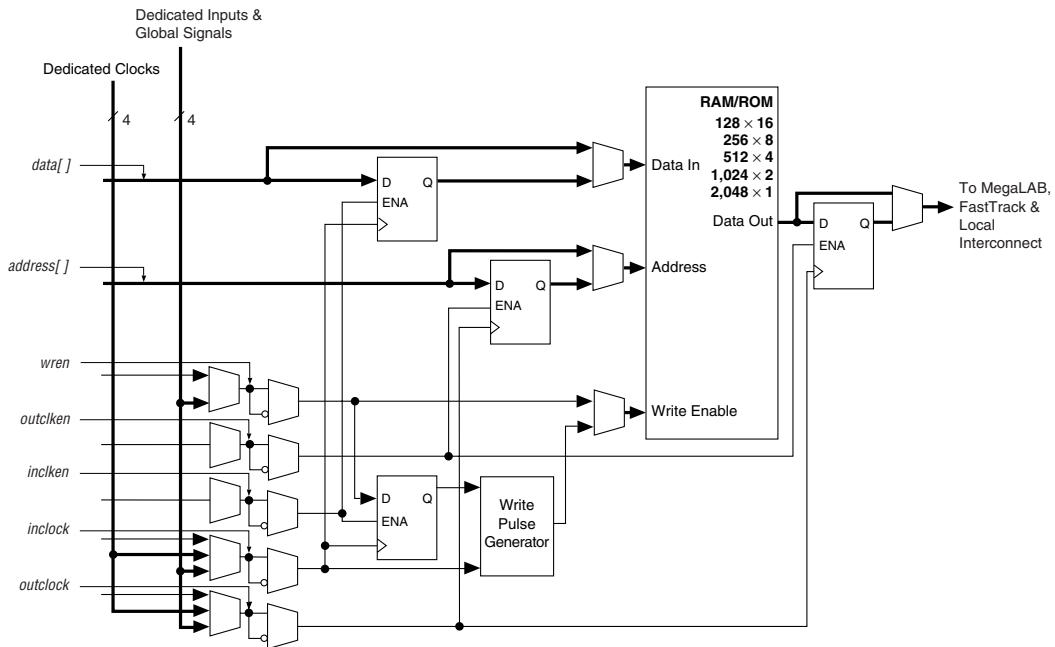 Dedicated Inputs &
Global Signals
Dedicated Clocks
4
4
RAM/ROM
128 × 16
256 × 8
512 × 4
1,024 × 2
2,048 × 1
data[ ]
D Q
ENA
Data In
Data Out
D Q
ENA
To MegaLAB,
FastTrack &
Local
Interconnect
address[ ]
D Q
ENA
Address
wren
outclken
Write Enable
inclken
D Q
ENA
Write
Pulse
Generator
inclock
outclock